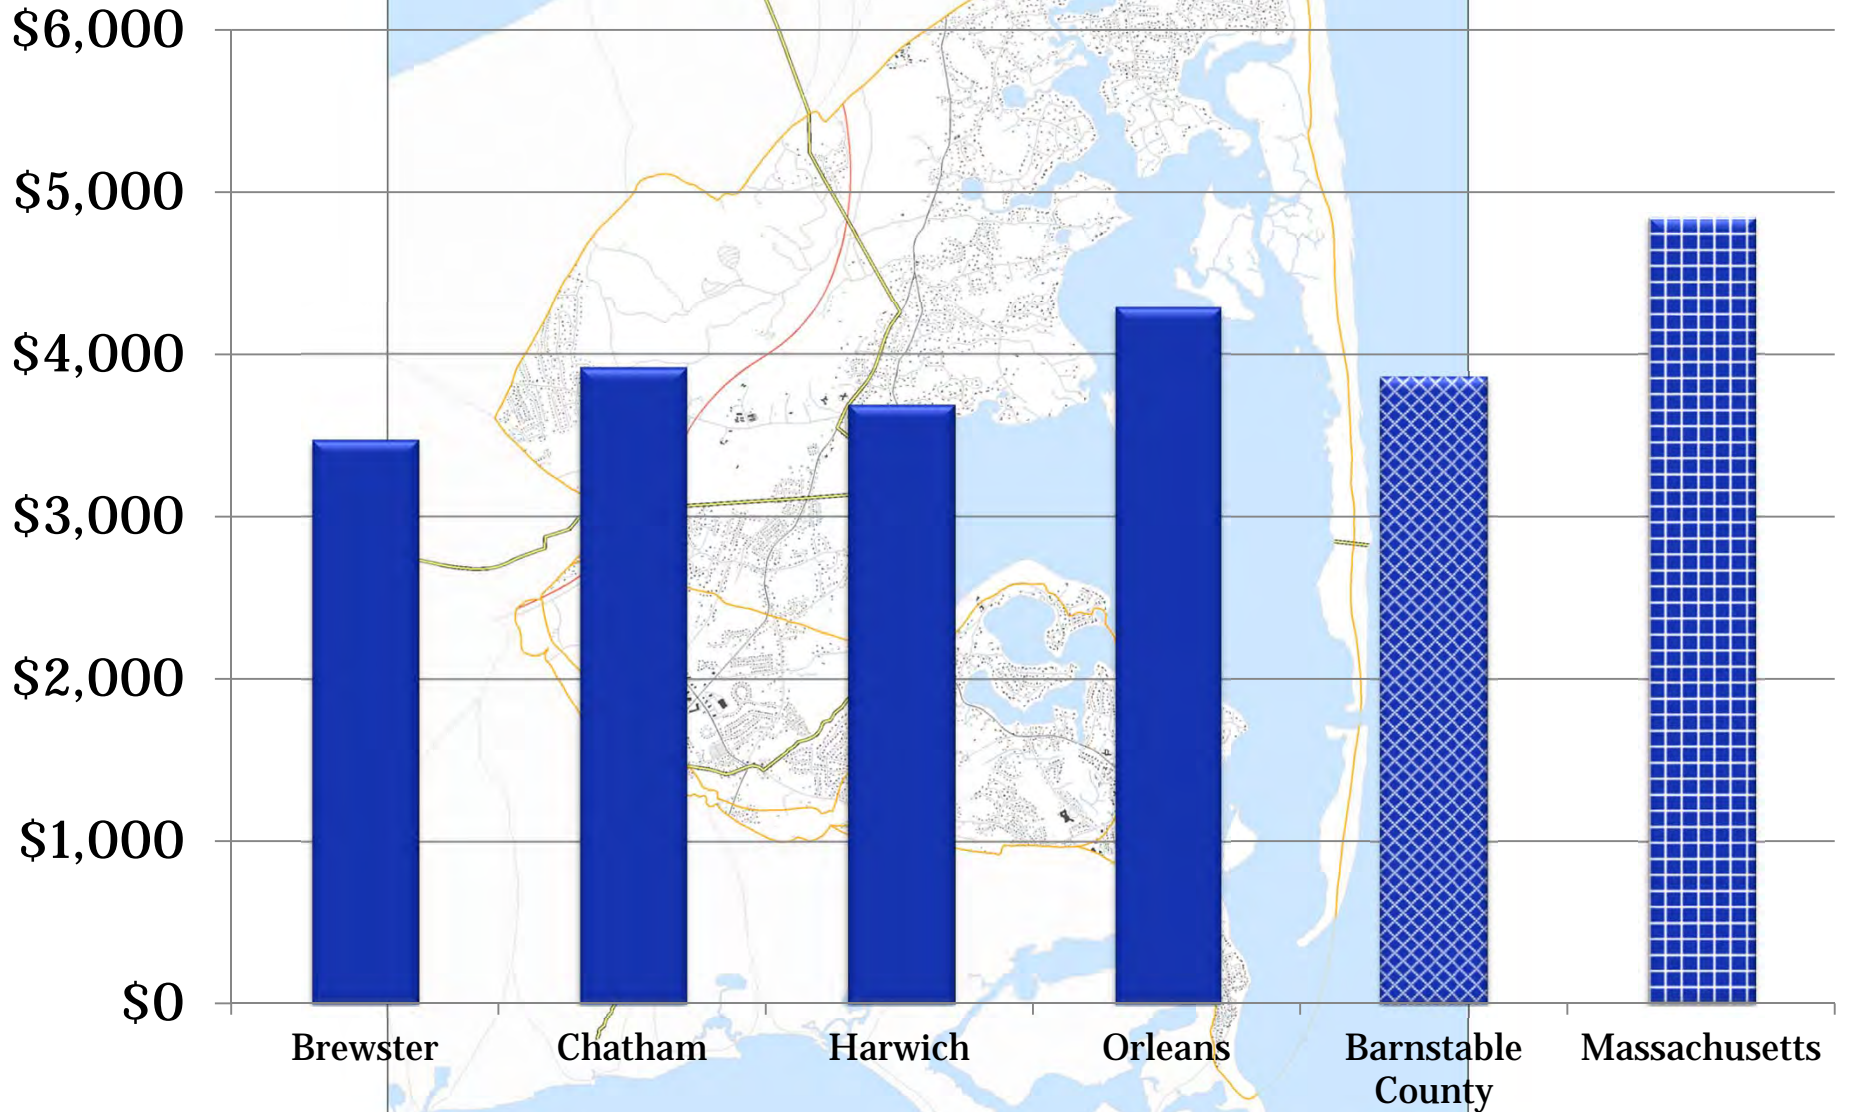 $6,000
$5,000
$4,000
$3,000
$2,000
$1,000
$0
Brewster
Chatham
Harwich
Orleans
Barnstable
County
Massachusetts